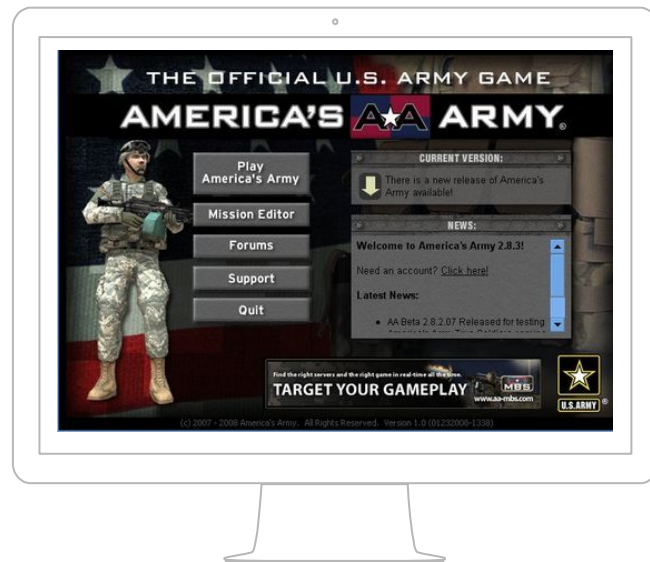 THE OFFICIAL U.S. ARMY GAME
AMERICA'S AA ARMY®
Play
America's Army
Mission Editor
Forums
Support
Quit
CURRENT VERSION:
There is a new release of America's
Army available!
NEWS:
Welcome to America's Army 2.8.3!
Need an account? Click here!
Latest News:
• AA Beta 2.8.2.07 Released for testing
Find the right servers and the right game in real-time all the time.
TARGET YOUR GAMEPLAY
MBS
www.aa-mbs.com
U.S.ARMY ®
(c) 2007 - 2008 America's Army. All Rights Reserved. Version 1.0 (01232008-1338)